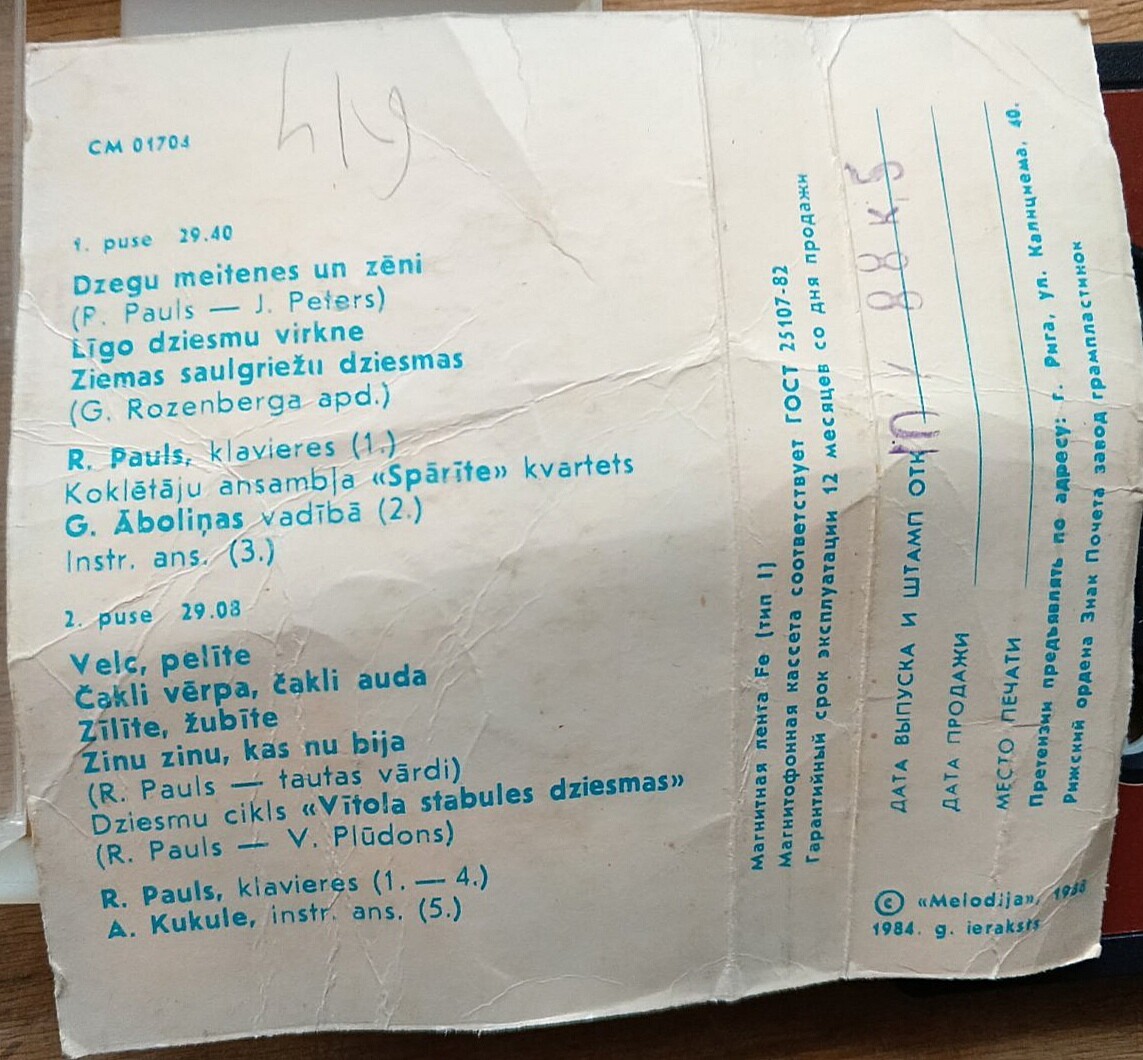 СМ 01704
1. puse 29.40
Dzegu meitenes un zēni
(R. Pauls — J. Peters)
Līgo dziesmu virkne
Ziemas saulgriežu dziesmas
(G. Rozenberga apd.)
R. Pauls, klavieres (1.)
Koklētāju ansambļa «Spārīte» kvartets
G. Āboliņas vadībā (2.)
Instr. ans. (3.)
2. puse 29.08
Velc, pelīte
Čakli vērpa, čakli auda
Zīlīte, žubīte
Zinu zinu, kas nu bija
(R. Pauls — tautas vārdi)
Dziesmu cikls «Vītola stabules dziesmas»
(R. Pauls — V. Plūdons)
R. Pauls, klavieres (1. — 4.)
A. Kukule, instr. ans. (5.)
Магнитная лента Fe (тип I)
Магнитофонная кассета соответствует ГОСТ 25107-82
Гарантийный срок эксплуатации 12 месяцев со дня продажи
ДАТА ВЫПУСКА И ШТАМП ОТК
ДАТА ПРОДАЖИ
МЕСТО ПЕЧАТИ
Претензии предъявлять по адресу: г. Рига, ул. Калнциема, 40.
Рижский ордена Знак Почета завод грампластинок
© «Melodija», 1988
1984. g. ieraksts